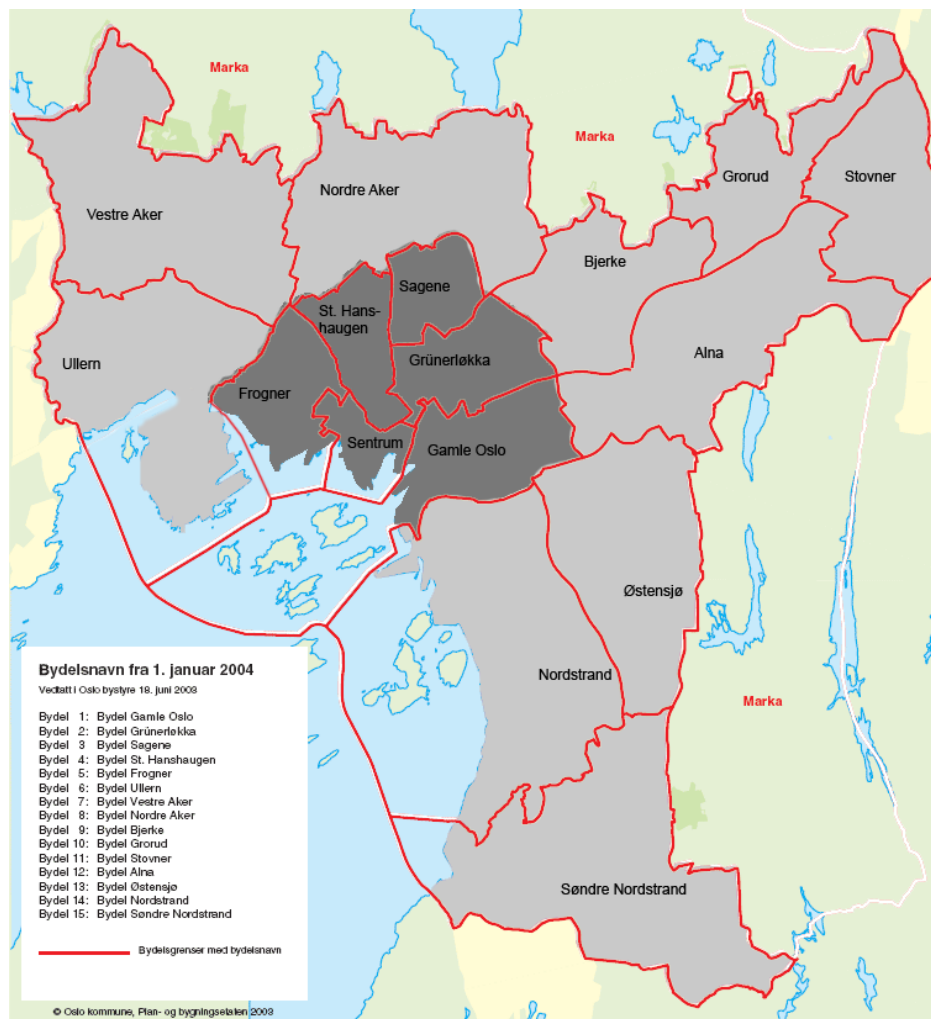 Marka
Marka
Grorud
Stovner
Nordre Aker
Vestre Aker
Bjerke
Sagene
St. Hans-
haugen
Alna
Grünerløkka
Ullern
Frogner
Sentrum
Gamle Oslo
Østensjø
Nordstrand
Marka
Søndre Nordstrand
Bydelsnavn fra 1. januar 2004
Vedtatt i Oslo bystyre 18. juni 2003
Bydel 1: Bydel Gamle Oslo
Bydel 2: Bydel Grünerløkka
Bydel 3 Bydel Sagene
Bydel 4: Bydel St. Hanshaugen
Bydel 5: Bydel Frogner
Bydel 6: Bydel Ullern
Bydel 7: Bydel Vestre Aker
Bydel 8: Bydel Nordre Aker
Bydel 9: Bydel Bjerke
Bydel 10: Bydel Grorud
Bydel 11: Bydel Stovner
Bydel 12: Bydel Alna
Bydel 13: Bydel Østensjø
Bydel 14: Bydel Nordstrand
Bydel 15: Bydel Søndre Nordstrand
Bydelsgrenser med bydelsnavn
© Oslo kommune, Plan- og bygningsetaten 2003